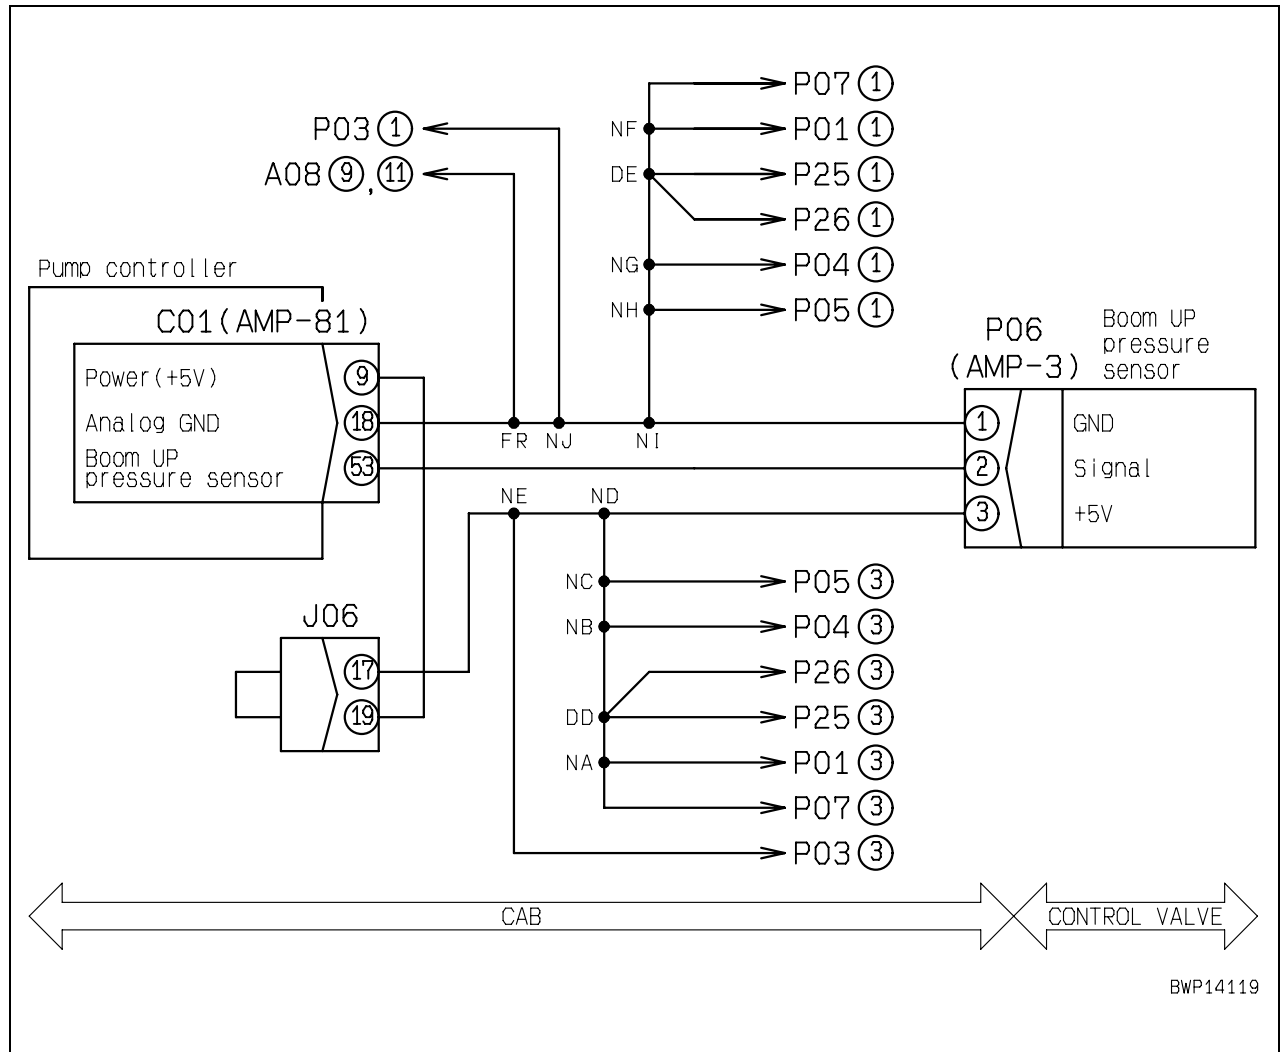 P07 1
P03 1
NF P01 1
A08 9 , 11
DE P25 1
P26 1
Pump controller
NG P04 1
NH P05 1
C01(AMP-81)
P06
(AMP-3)
Boom UP
pressure
sensor
Power(+5V) 9
Analog GND 18
Boom UP
pressure sensor 53
FR NJ NI
1 GND
2 Signal
3 +5V
NE ND
NC P05 3
NB P04 3
J06
17
19
P26 3
DD P25 3
NA P01 3
P07 3
P03 3
CAB
CONTROL VALVE
BWP14119